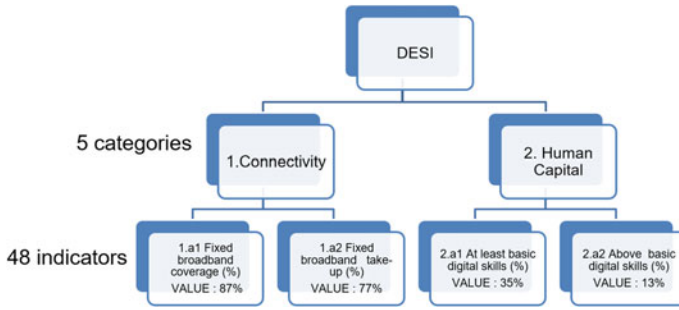 DESI
5 categories
1.Connectivity
2. Human
Capital
48 indicators
1.a1 Fixed
broadband
coverage (%)
VALUE : 87%
1.a2 Fixed
broadband take-
up (%)
VALUE : 77%
2.a1 At least basic
digital skills (%)
VALUE : 35%
2.a2 Above basic
digital skills (%)
VALUE : 13%